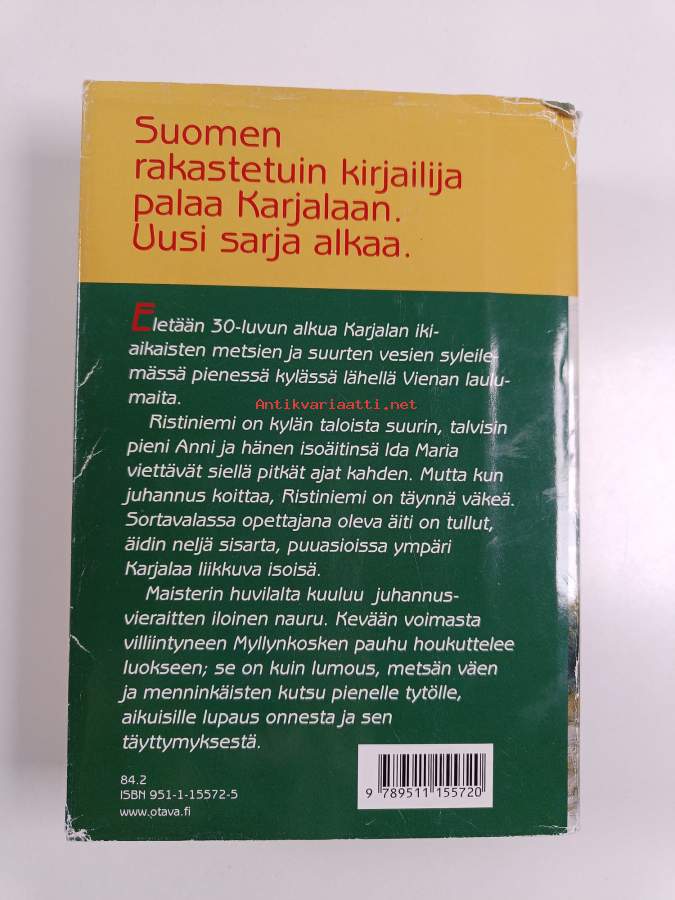 Suomen
rakastetuin kirjailija
palaa Karjalaan.
Uusi sarja alkaa.
Eletään 30-luvun alkua Karjalan iki-
aikaisten metsien ja suurten vesien syleile-
mässä pienessä kylässä lähellä Vienan laulu-
maita.
Antikvariaatti.net
Ristiniemi on kylän taloista suurin, talvisin
pieni Anni ja hänen isoäitinsä Ida Maria
viettävät siellä pitkät ajat kahden. Mutta kun
juhannus koittaa, Ristiniemi on täynnä väkeä.
Sortavalassa opettajana oleva äiti on tullut,
äidin neljä sisarta, puuasioissa ympäri
Karjalaa liikkuva isoisä.
Maisterin huvilalta kuuluu juhannus-
vieraitten iloinen nauru. Kevään voimasta
villiintyneen Myllynkosken pauhu houkuttelee
luokseen; se on kuin lumous, metsän väen
ja menninkäisten kutsu pienelle tytölle,
aikuisille lupaus onnesta ja sen
täyttymyksestä.
84.2
ISBN 951-1-15572-5
www.otava.fi
9 789511 155720